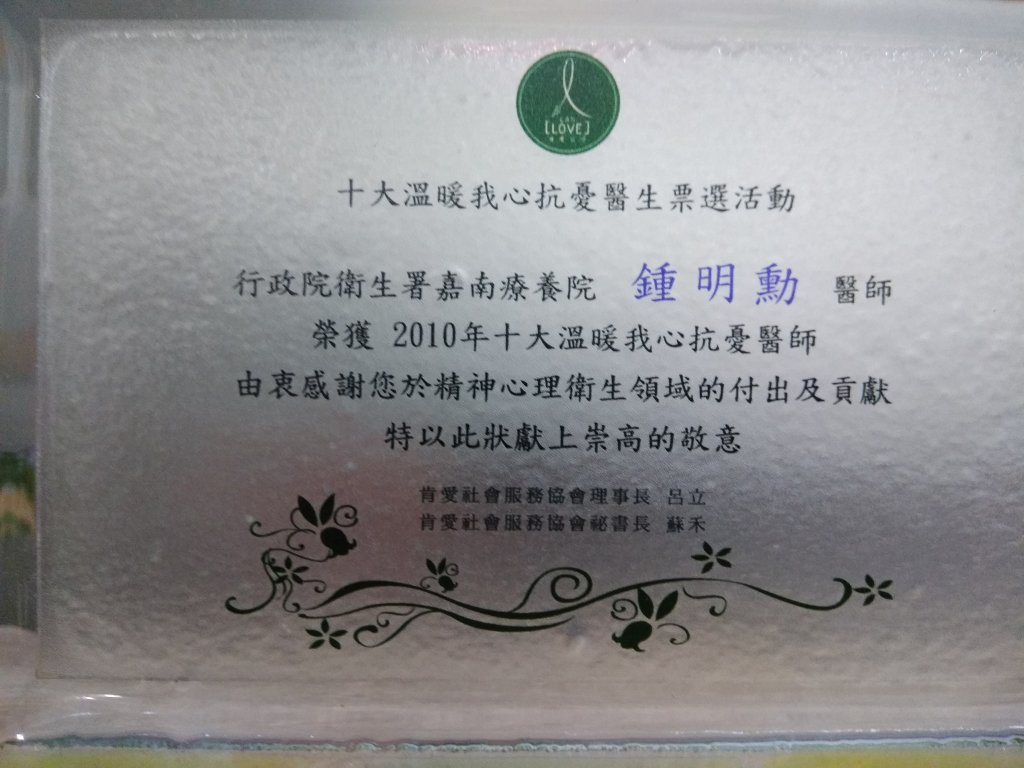 [LOVE]
十大溫暖我心抗憂醫生票選活動
行政院衛生署嘉南療養院 鍾明勳 醫師
榮獲 2010年十大溫暖我心抗憂醫師
由衷感謝您於精神心理衛生領域的付出及貢獻
特以此狀獻上崇高的敬意
肯愛社會服務協會理事長 呂立
肯愛社會服務協會祕書長 蘇禾